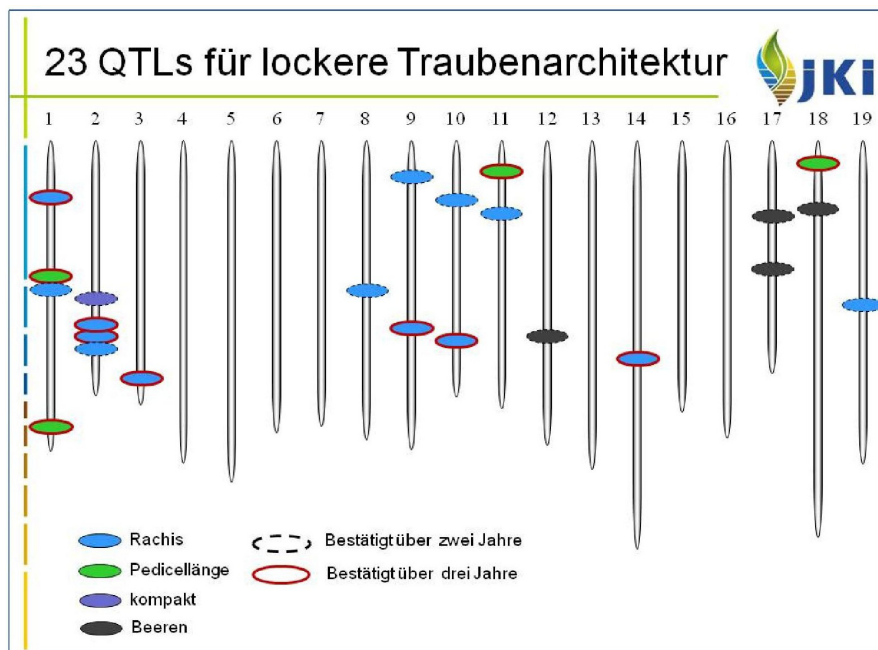 23 QTLs für lockere Traubenarchitektur
JKI
1 2 3 4 5 6 7 8 9 10 11 12 13 14 15 16 17 18 19
Rachis
Pedicellänge
kompakt
Beeren
Bestätigt über zwei Jahre
Bestätigt über drei Jahre